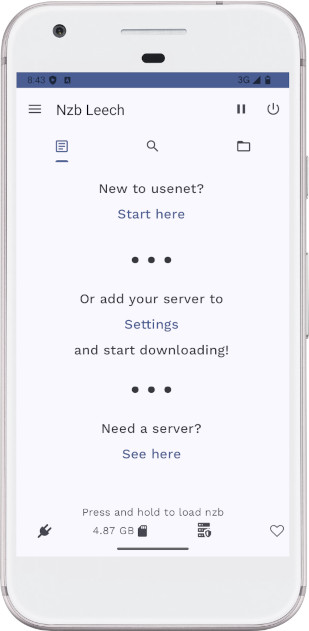 8:43
3G
Nzb Leech
New to usenet?
Start here
Or add your server to
Settings
and start downloading!
Need a server?
See here
Press and hold to load nzb
4.87 GB